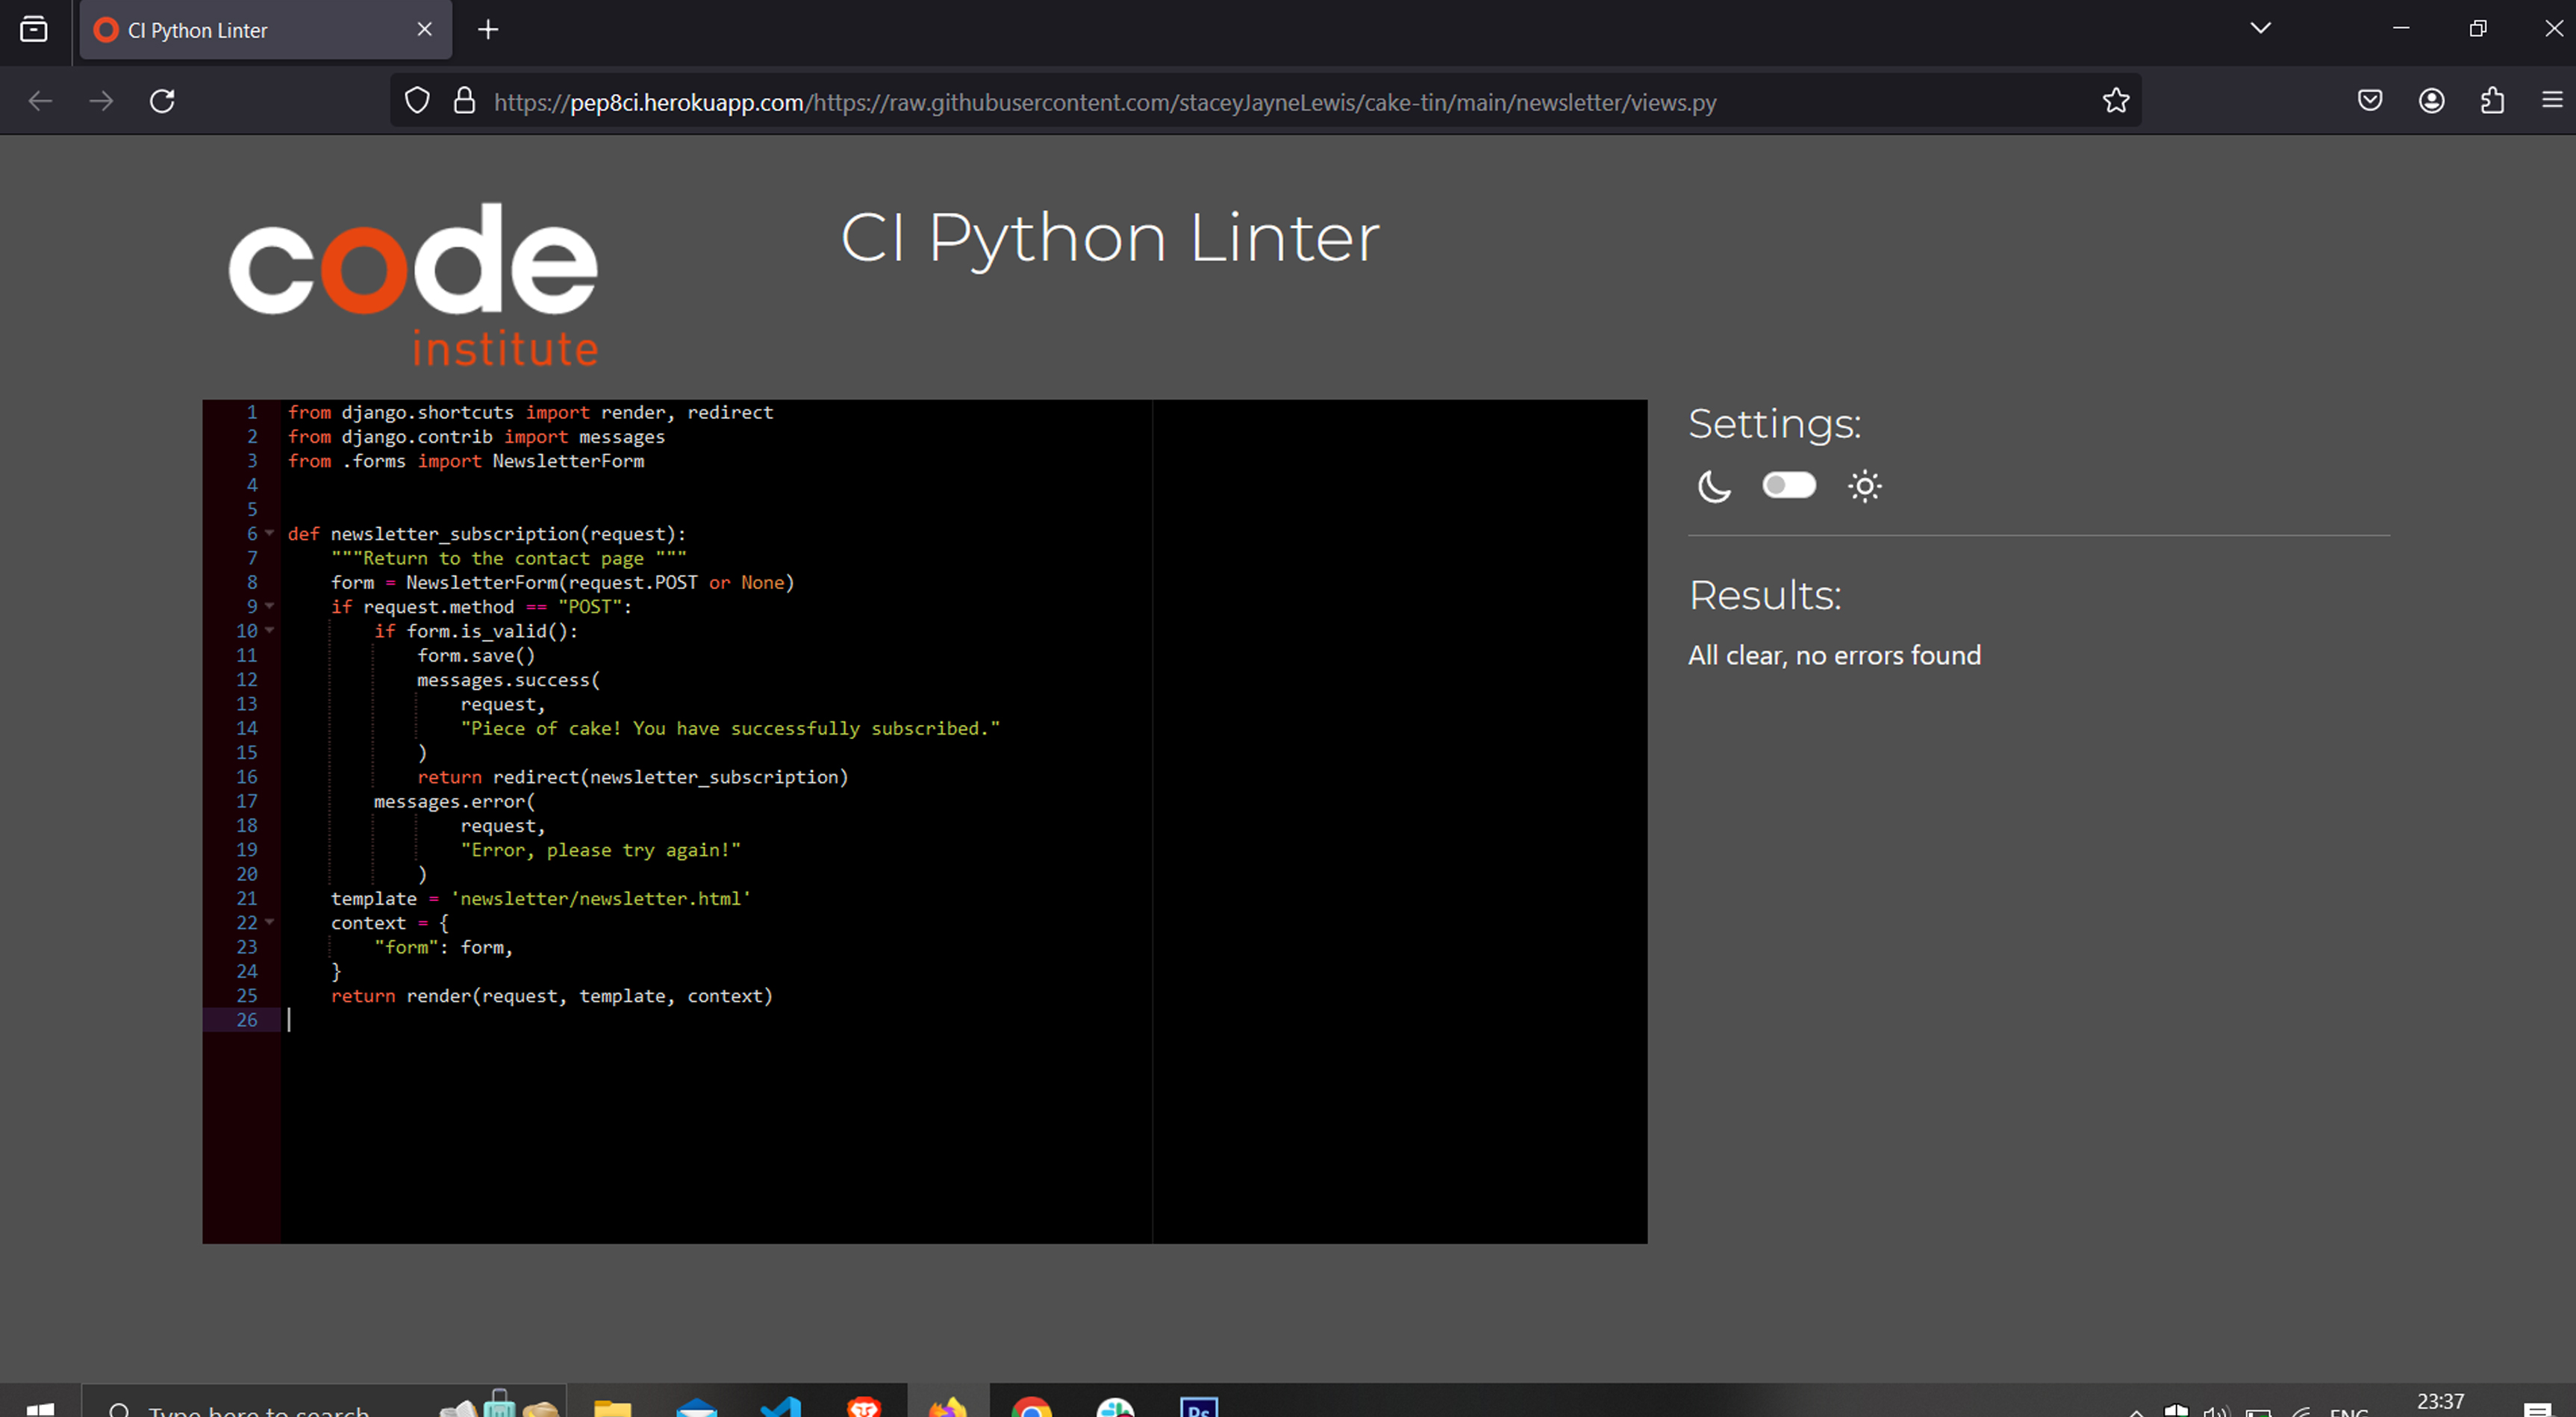 CI Python Linter
https://pep8ci.herokuapp.com/https://raw.githubusercontent.com/staceyJayneLewis/cake-tin/main/newsletter/views.py
code
institute
CI Python Linter
1 from django.shortcuts import render, redirect
2 from django.contrib import messages
3 from .forms import NewsletterForm
4
5
6 def newsletter_subscription(request):
7     """Return to the contact page """
8     form = NewsletterForm(request.POST or None)
9     if request.method == "POST":
10         if form.is_valid():
11             form.save()
12             messages.success(
13                 request,
14                 "Piece of cake! You have successfully subscribed."
15             )
16             return redirect(newsletter_subscription)
17         messages.error(
18                 request,
19                 "Error, please try again!"
20             )
21     template = 'newsletter/newsletter.html'
22     context = {
23         "form": form,
24     }
25     return render(request, template, context)
26
Settings:
Results:
All clear, no errors found
Type here to search
Ps
ENG
23:37